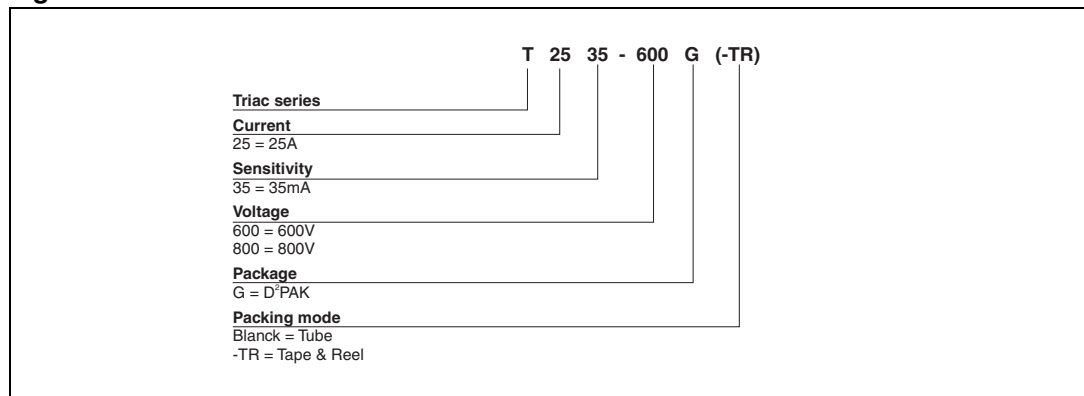 T 25 35 - 600 G (-TR)
Triac series
Current
25 = 25A
Sensitivity
35 = 35mA
Voltage
600 = 600V
800 = 800V
Package
G = D²PAK
Packing mode
Blanck = Tube
-TR = Tape & Reel